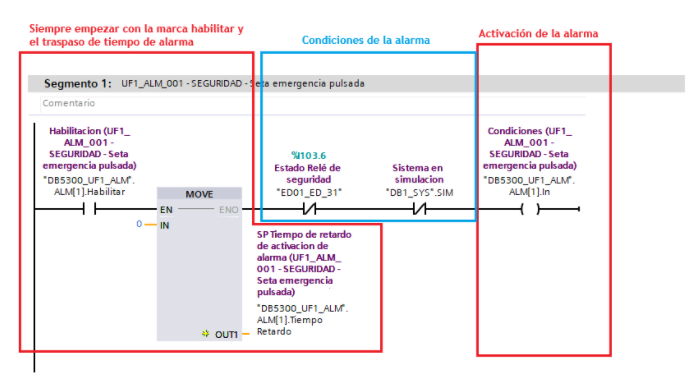 Siempre empezar con la marca habilitar y
el traspaso de tiempo de alarma
Condiciones de la alarma
Activación de la alarma
Segmento 1: UF1_ALM_001 - SEGURIDAD - Seta emergencia pulsada
Comentario
Habilitacion (UF1_
ALM_001 -
SEGURIDAD - Seta
emergencia pulsada)
"DB5300_UF1_ALM".
ALM[1].Habilitar
MOVE
EN
ENO
0
IN
OUT1
%I103.6
Estado Relé de
seguridad
"ED01_ED_31"
Sistema en
simulacion
"DB1_SYS".SIM
Condiciones (UF1_
ALM_001 -
SEGURIDAD - Seta
emergencia pulsada)
"DB5300_UF1_ALM".
ALM[1].In
SP Tiempo de retardo
de activacion de
alarma (UF1_ALM_
001 - SEGURIDAD -
Seta emergencia
pulsada)
"DB5300_UF1_ALM".
ALM[1].Tiempo
Retardo